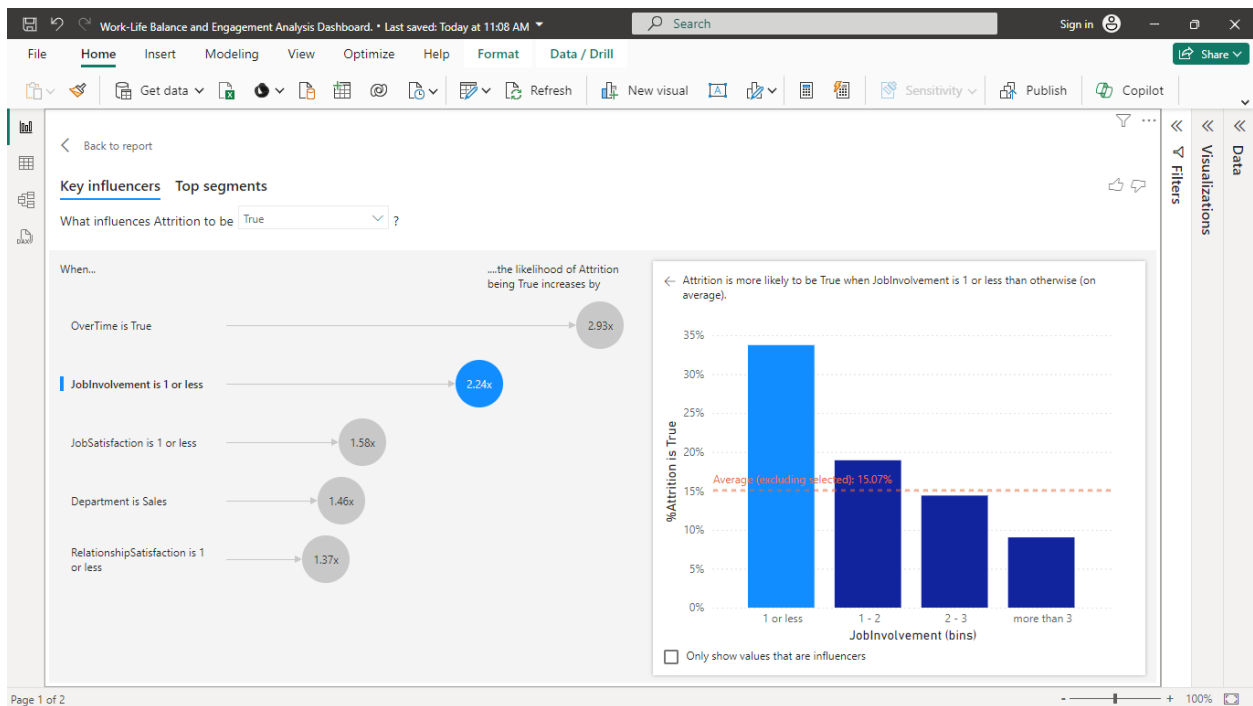 Work-Life Balance and Engagement Analysis Dashboard. • Last saved: Today at 11:08 AM
Search
Sign in
File Home Insert Modeling View Optimize Help Format Data / Drill
Share
Get data
Refresh
New visual
Sensitivity
Publish
Copilot
Back to report
Key influencers Top segments
What influences Attrition to be True ?
When...
....the likelihood of Attrition
being True increases by
OverTime is True
2.93x
JobInvolvement is 1 or less
2.24x
JobSatisfaction is 1 or less
1.58x
Department is Sales
1.46x
RelationshipSatisfaction is 1
or less
1.37x
Attrition is more likely to be True when JobInvolvement is 1 or less than otherwise (on
average).
%Attrition is True
35%
30%
25%
20%
Average (excluding selected): 15.07%
15%
10%
5%
0%
1 or less 1 - 2 2 - 3 more than 3
JobInvolvement (bins)
Only show values that are influencers
Filters
Visualizations
Data
Page 1 of 2
- + 100%